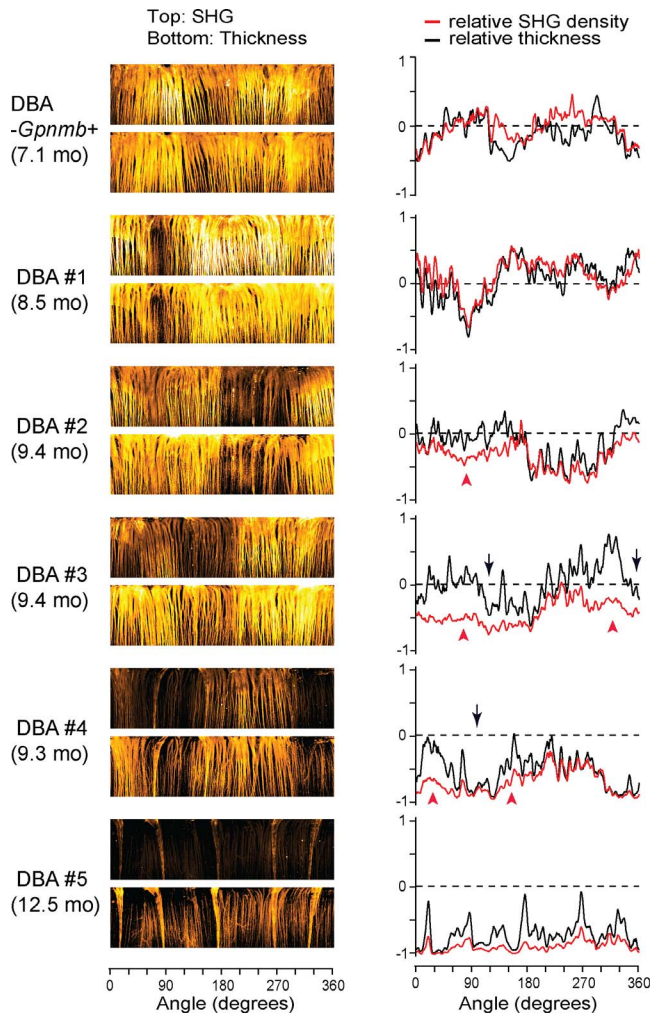 Top: SHG
Bottom: Thickness
relative SHG density
relative thickness
DBA
-Gpnmb+
(7.1 mo)
1
0
-1
DBA #1
(8.5 mo)
1
0
-1
DBA #2
(9.4 mo)
1
0
-1
DBA #3
(9.4 mo)
1
0
-1
DBA #4
(9.3 mo)
1
0
-1
DBA #5
(12.5 mo)
1
0
-1
0 90 180 270 360
Angle (degrees)
0 90 180 270 360
Angle (degrees)